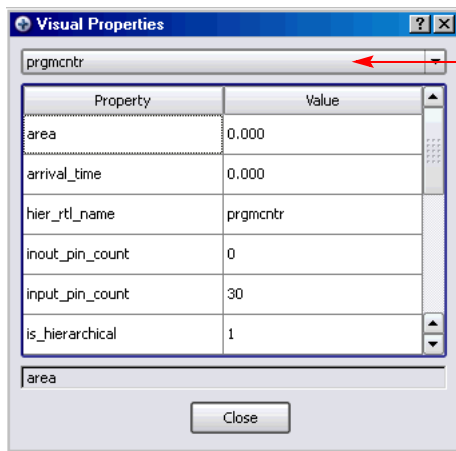 Visual Properties
prgmcntr
Property Value
area 0.000
arrival_time 0.000
hier_rtl_name prgmcntr
inout_pin_count 0
input_pin_count 30
is_hierarchical 1
area
Close